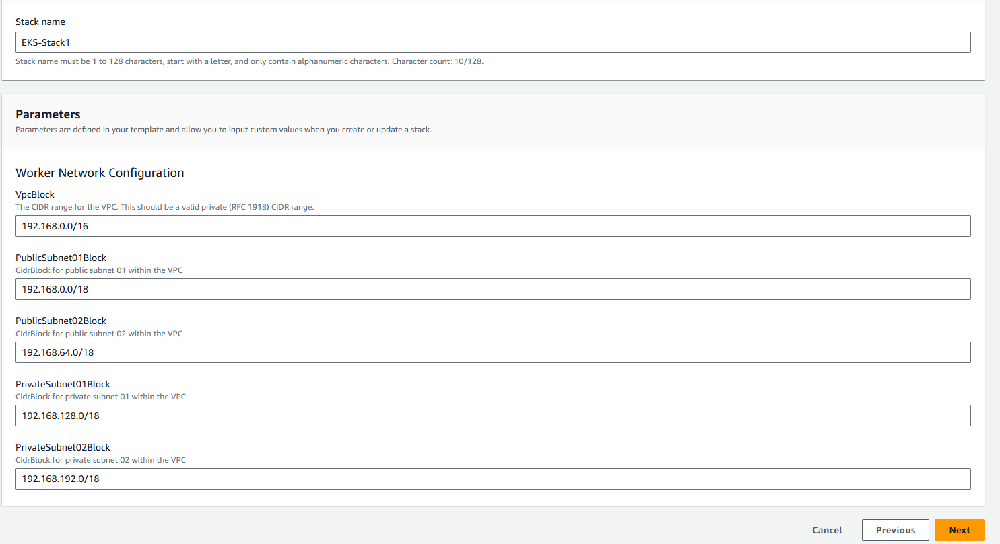 Stack name
EKS-Stack1
Stack name must be 1 to 128 characters, start with a letter, and only contain alphanumeric characters. Character count: 10/128.
Parameters
Parameters are defined in your template and allow you to input custom values when you create or update a stack.
Worker Network Configuration
VpcBlock
The CIDR range for the VPC. This should be a valid private (RFC 1918) CIDR range.
192.168.0.0/16
PublicSubnet01Block
CidrBlock for public subnet 01 within the VPC
192.168.0.0/18
PublicSubnet02Block
CidrBlock for public subnet 02 within the VPC
192.168.64.0/18
PrivateSubnet01Block
CidrBlock for private subnet 01 within the VPC
192.168.128.0/18
PrivateSubnet02Block
CidrBlock for private subnet 02 within the VPC
192.168.192.0/18
Cancel Previous Next